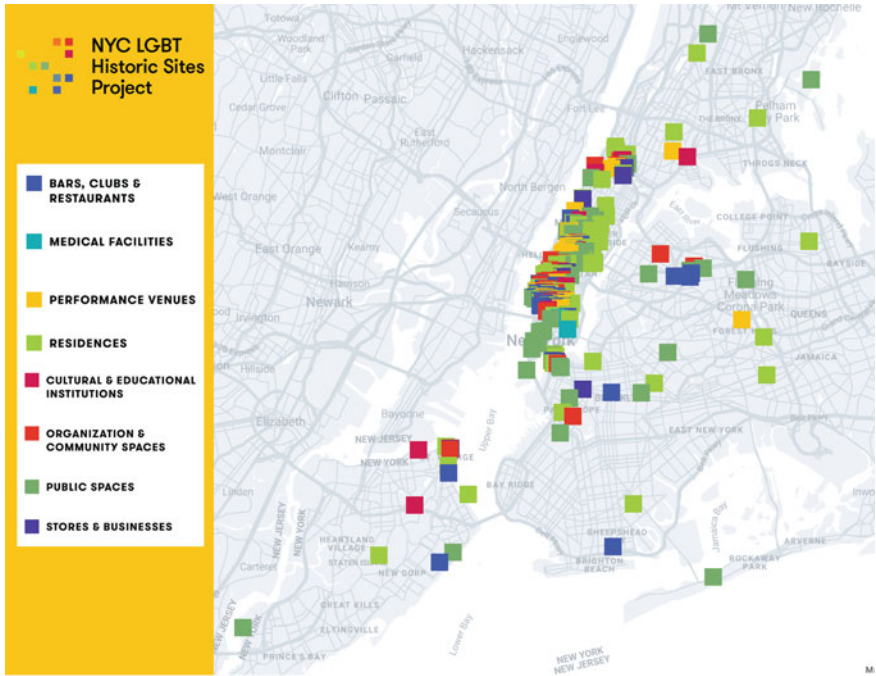 NYC LGBT
Historic Sites
Project
BARS, CLUBS &
RESTAURANTS
MEDICAL FACILITIES
PERFORMANCE VENUES
RESIDENCES
CULTURAL & EDUCATIONAL
INSTITUTIONS
ORGANIZATION &
COMMUNITY SPACES
PUBLIC SPACES
STORES & BUSINESSES
Totowa
Woodland
Park
Garfield
Hackensack
Englewood
New Rochelle
Little Falls
Clifton
Passaic
EAST BRONX
Cedar Grove
East
Rutherford
Fort Lee
Pelham
Park
THE BRONX
Montclair
THROGS NECK
North Bergen
West Orange
Secaucus
COLLEGE POINT
East Orange
Kearny
FLUSHING
BAYSIDE
Harrison
Newark
Meadows
Corona Park
Irvington
QUEENS
Hillside
JAMAICA
Elizabeth
Bayonne
Upper Bay
EAST NEW YORK
NEW JERSEY
NEW YORK
BAY RIDGE
Linden
NEW JERSEY
NEW YORK
Jamaica
Bay
HEARTLAND
VILLAGE
SHEEPSHEAD
ARVERNE
Carteret
NEW DORP
BRIGHTON
BEACH
ROCKAWAY
PARK
GREAT KILLS
ELTINGVILLE
Lower Bay
PRINCE'S BAY
NEW YORK
NEW JERSEY